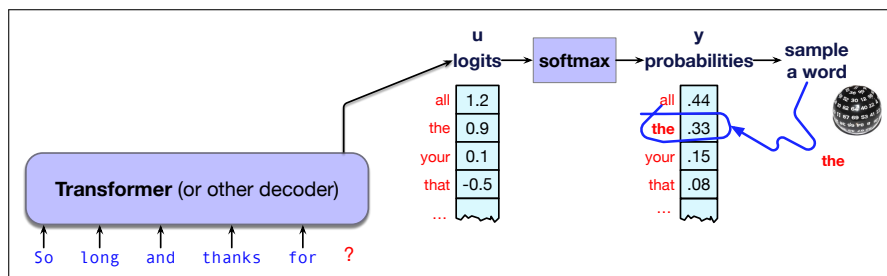 u
logits
softmax
y
probabilities
sample
a word
all 1.2
the 0.9
your 0.1
that -0.5
...
all .44
the .33
your .15
that .08
...
the
Transformer (or other decoder)
So long and thanks for ?